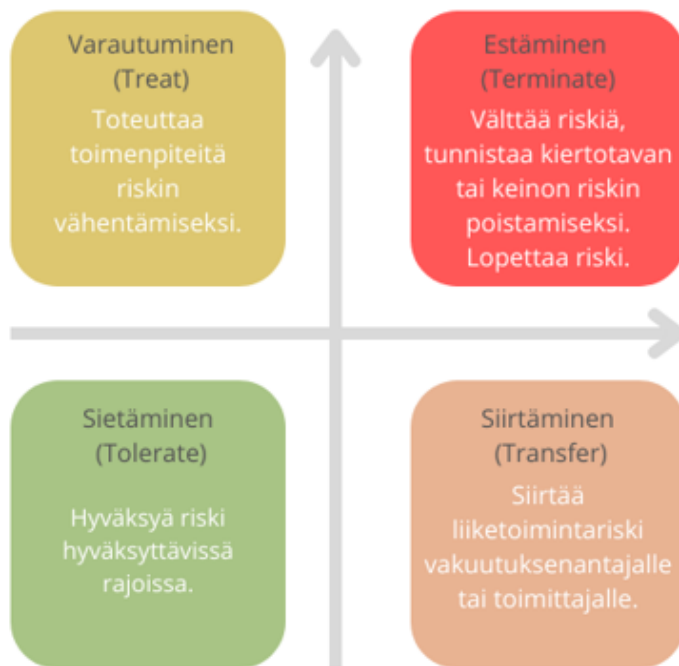 Varautuminen
(Treat)
Toteuttaa
toimenpiteitä
riskin
vähentämiseksi.
Estäminen
(Terminate)
Välttää riskiä,
tunnistaa kiertotavan
tai keinon riskin
poistamiseksi.
Lopettaa riski.
Sietäminen
(Tolerate)
Hyväksyä riski
hyväksyttävissä
rajoissa.
Siirtäminen
(Transfer)
Siirtää
liiketoimintariski
vakuutuksenantajalle
tai toimittajalle.